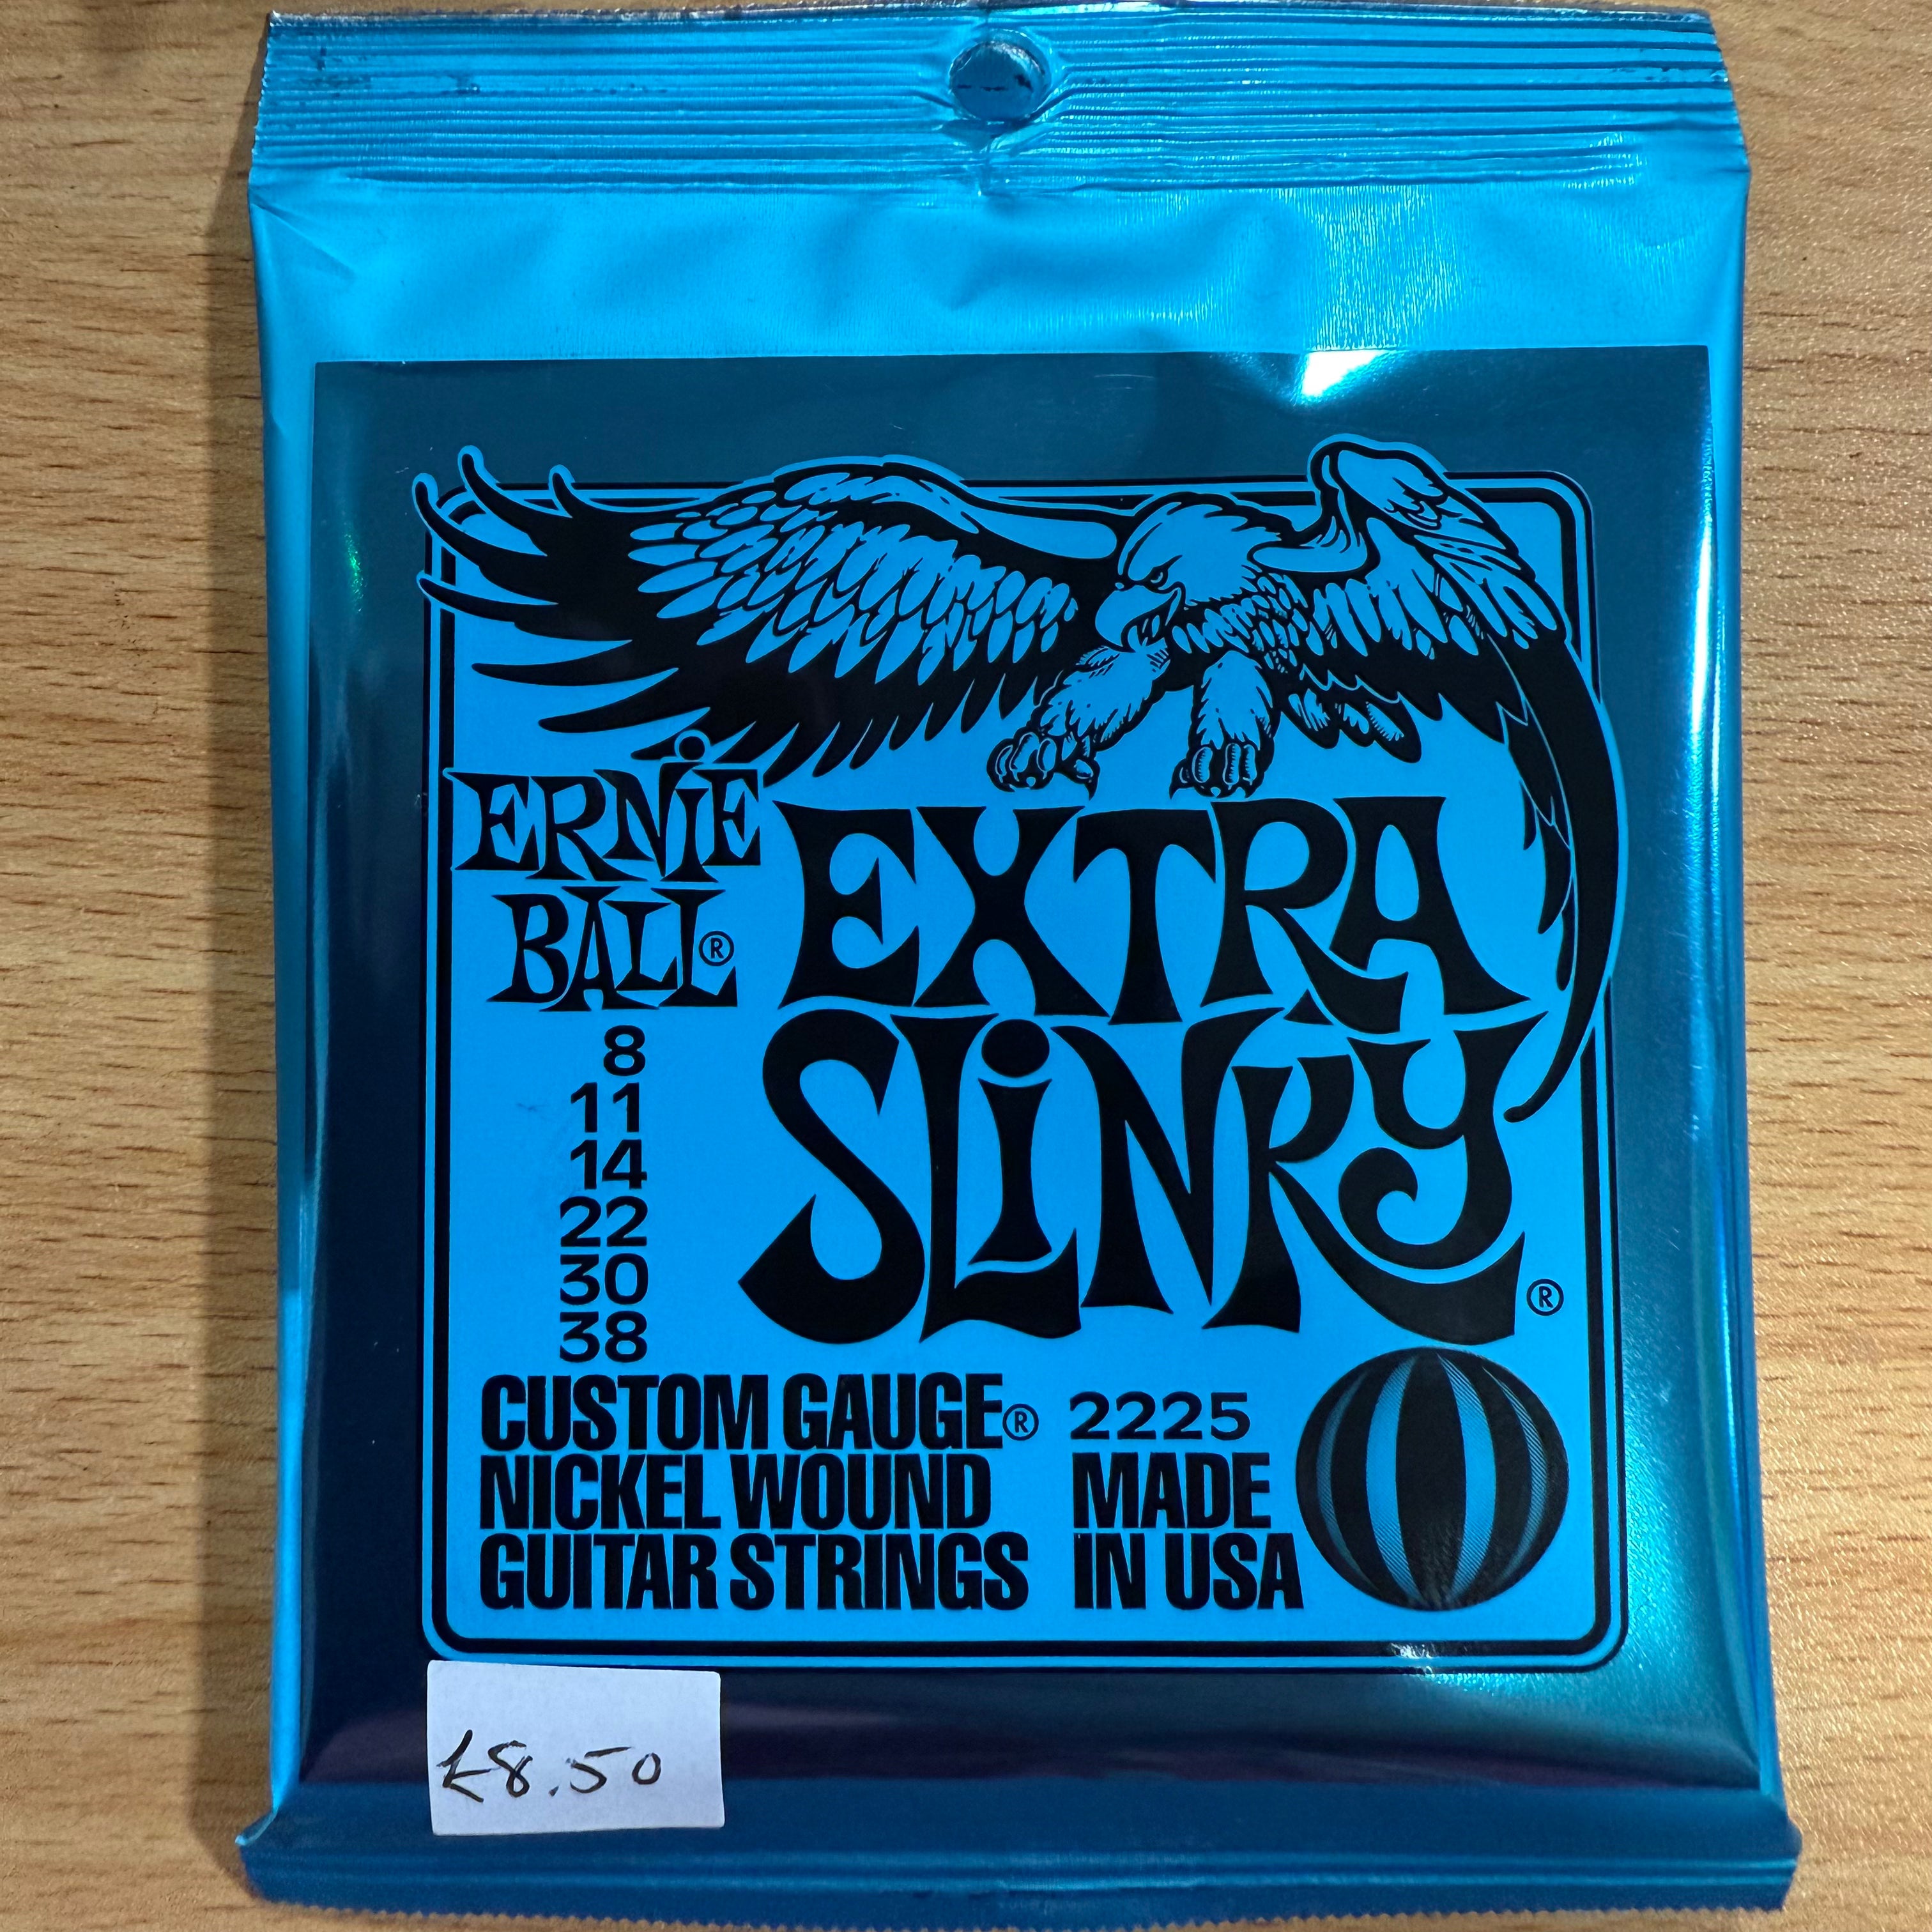 ERNiE
BALL®
EXTRA
SLiNKY®
8
11
14
22
30
38
CUSTOM GAUGE®
NICKEL WOUND
GUITAR STRINGS
2225
MADE
IN USA
£8.50